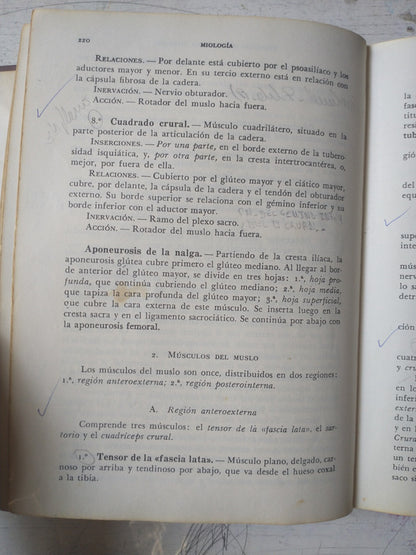 220 MIOLOGÍA
RELACIONES. — Por delante está cubierto por el psoasilíaco y los
aductores mayor y menor. En su tercio externo está en relación con
la cápsula fibrosa de la cadera.
INERVACIÓN. — Nervio obturador.
ACCIÓN. — Rotador del muslo hacia fuera.
8.º Cuadrado crural. — Músculo cuadrilátero, situado en la
parte posterior de la articulación de la cadera.
INSERCIONES. — Por una parte, en el borde externo de la tubero-
sidad isquiática, y, por otra parte, en la cresta intertrocantérea, o,
mejor, por fuera de ella.
RELACIONES. — Cubierto por el glúteo mayor y el ciático mayor,
cubre, por delante, la cápsula de la cadera y el tendón del obturador
externo. Su borde superior se relaciona con el gémino inferior y su
borde inferior con el aductor mayor.
INERVACIÓN. — Ramo del plexo sacro.
ACCIÓN. — Rotador del muslo hacia fuera.
Aponeurosis de la nalga. — Partiendo de la cresta ilíaca, la
aponeurosis glútea cubre primero el glúteo mediano. Al llegar al bor-
de anterior del glúteo mayor, se divide en tres hojas: 1.ª, hoja pro-
funda, que continúa cubriendo el glúteo mediano; 2.ª, hoja media,
que tapiza la cara profunda del glúteo mayor; 3.ª, hoja superficial,
que cubre la cara externa de este músculo. Se inserta luego en la
cresta sacra y en el ligamento sacrociático. Se continúa por abajo con
la aponeurosis femoral.
2. MÚSCULOS DEL MUSLO
Los músculos del muslo son once, distribuidos en dos regiones:
1.ª, región anteroexterna; 2.ª, región posterointerna.
A. Región anteroexterna
Comprende tres músculos: el tensor de la «fascia lata», el sar-
torio y el cuadríceps crural.
1.º Tensor de la «fascia lata». — Músculo plano, delgado, car-
noso por arriba y tendinoso por abajo, que va desde el hueso coxal
a la tibia.